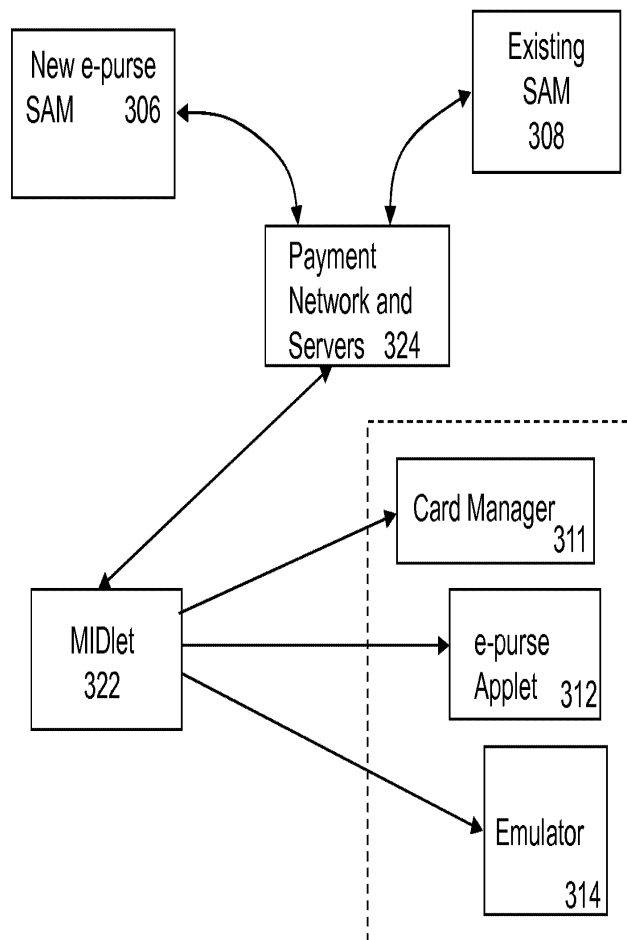 New e-purse
SAM 306
Existing
SAM
308
Payment
Network and
Servers 324
Card Manager
311
MIDlet
322
e-purse
Applet 312
Emulator
314